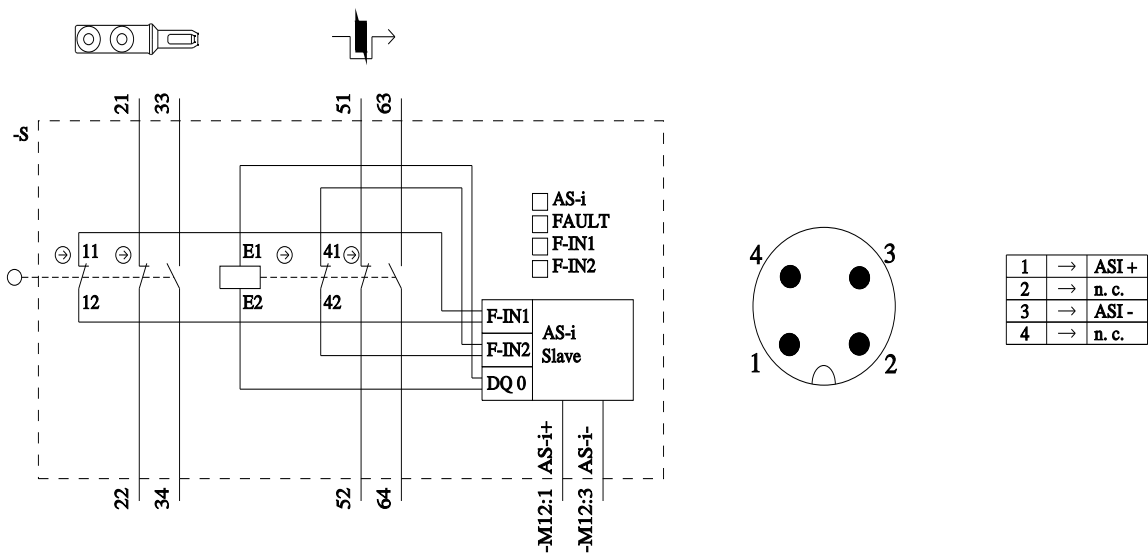 21 33 51 63
-S
AS-i
FAULT
F-IN1
F-IN2
11 E1 41
12 E2 42
F-IN1
F-IN2
DQ 0
AS-i
Slave
22 34 52 64
-M12:1 AS-i+
-M12:3 AS-i-
4 3
1 2
1 → ASI +
2 → n. c.
3 → ASI -
4 → n. c.